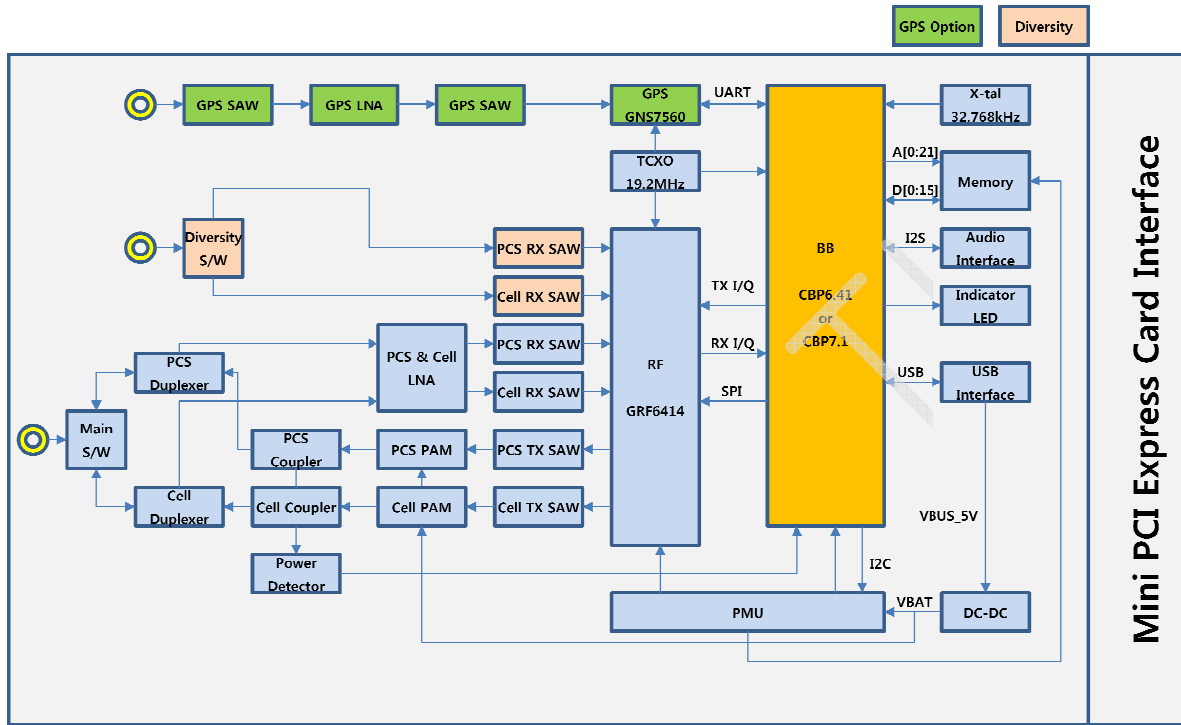 GPS Option
Diversity
GPS SAW
GPS LNA
GPS SAW
GPS
GNS7560
UART
X-tal
32.768kHz
TCXO
19.2MHz
A[0:21]
D[0:15]
Memory
Diversity
S/W
PCS RX SAW
Cell RX SAW
BB
CBP6.41
or
CBP7.1
I2S
Audio
Interface
TX I/Q
Indicator
LED
PCS & Cell
LNA
PCS RX SAW
Cell RX SAW
RF
GRF6414
RX I/Q
SPI
USB
USB
Interface
PCS
Duplexer
Main
S/W
PCS
Coupler
PCS PAM
PCS TX SAW
Cell
Duplexer
Cell Coupler
Cell PAM
Cell TX SAW
Power
Detector
VBUS_5V
I2C
PMU
VBAT
DC-DC
Mini PCI Express Card Interface